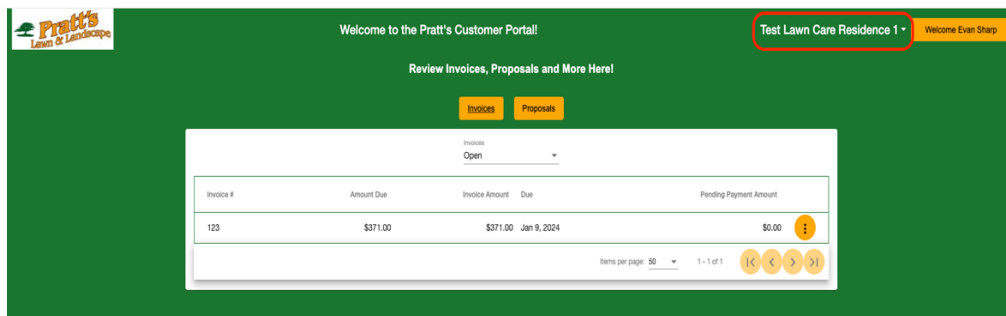 Pratt's
Lawn & Landscape
Welcome to the Pratt's Customer Portal!
Test Lawn Care Residence 1
Welcome Evan Sharp
Review Invoices, Proposals and More Here!
Invoices
Proposals
Invoices
Open
Invoice # Amount Due Invoice Amount Due Pending Payment Amount
123 $371.00 $371.00 Jan 9, 2024 $0.00
Items per page: 50 1 - 1 of 1